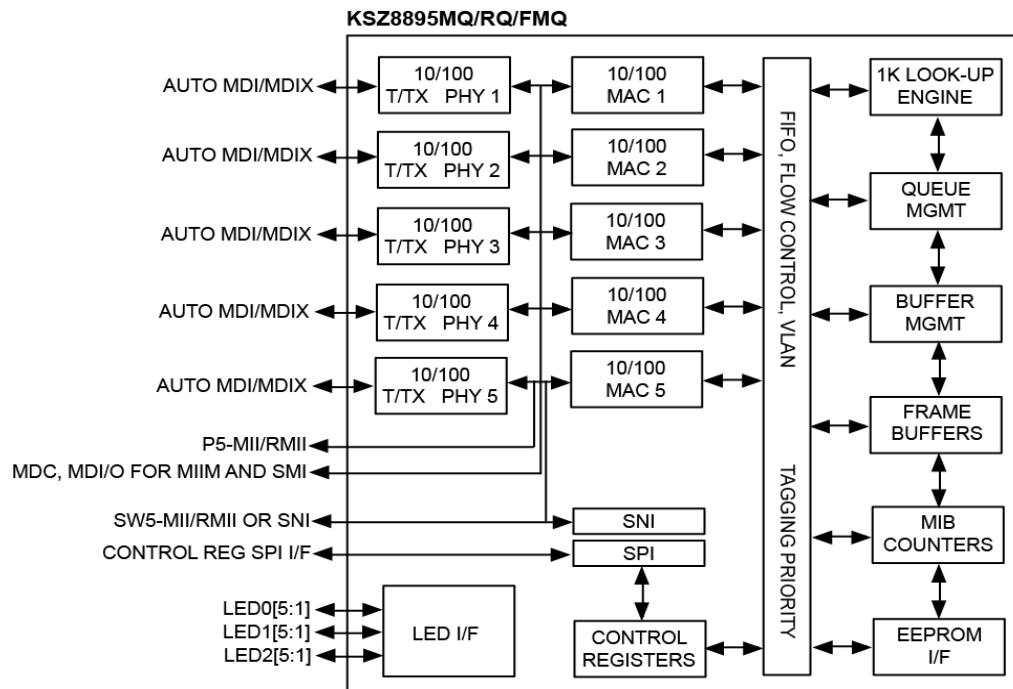 KSZ8895MQ/RQ/FMQ
AUTO MDI/MDIX
10/100
T/TX PHY 1
10/100
MAC 1
1K LOOK-UP
ENGINE
AUTO MDI/MDIX
10/100
T/TX PHY 2
10/100
MAC 2
QUEUE
MGMT
AUTO MDI/MDIX
10/100
T/TX PHY 3
10/100
MAC 3
AUTO MDI/MDIX
10/100
T/TX PHY 4
10/100
MAC 4
BUFFER
MGMT
AUTO MDI/MDIX
10/100
T/TX PHY 5
10/100
MAC 5
FRAME
BUFFERS
FIFO, FLOW CONTROL, VLAN
TAGGING PRIORITY
P5-MII/RMII
MDC, MDI/O FOR MIIM AND SMI
SW5-MII/RMII OR SNI
SNI
MIB
COUNTERS
CONTROL REG SPI I/F
SPI
LED0[5:1]
LED1[5:1]
LED2[5:1]
LED I/F
CONTROL
REGISTERS
EEPROM
I/F